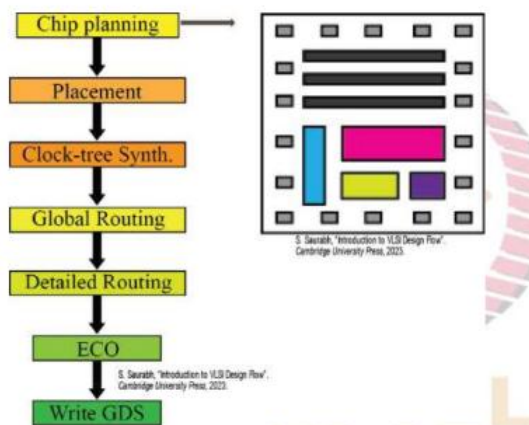 Chip planning
Placement
Clock-tree Synth.
Global Routing
Detailed Routing
ECO
Write GDS
S. Saurabh, "Introduction to VLSI Design Flow".
Cambridge University Press, 2023.
S. Saurabh, "Introduction to VLSI Design Flow".
Cambridge University Press, 2023.